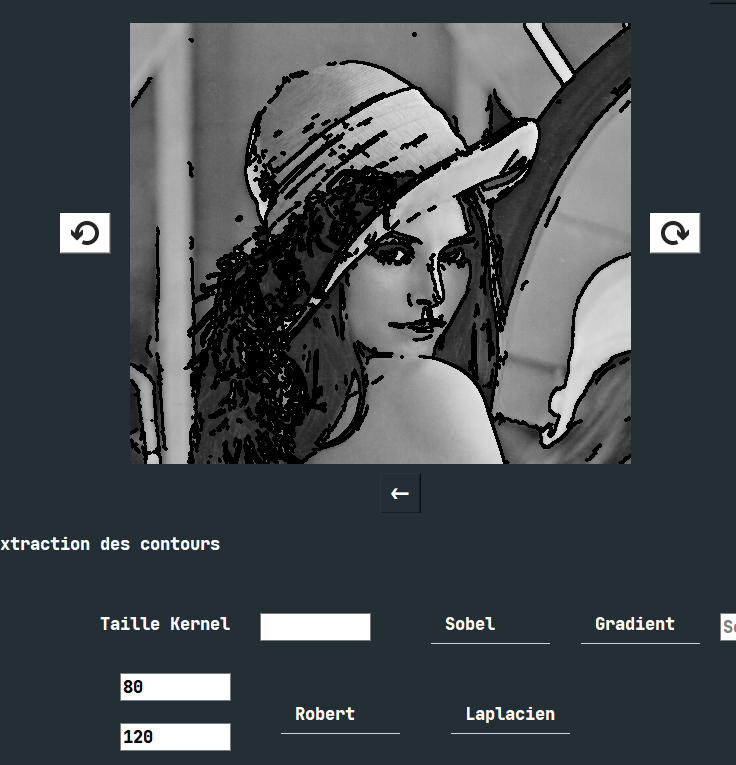 xtraction des contours
Taille Kernel Sobel Gradient
80
Robert Laplacien
120